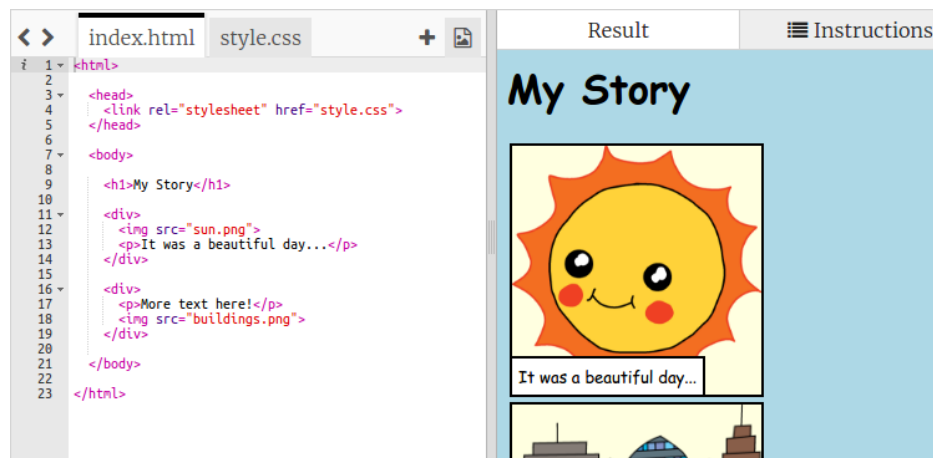 index.html style.css
i 1 <html>
2
3 <head>
4 <link rel="stylesheet" href="style.css">
5 </head>
6
7 <body>
8
9 <h1>My Story</h1>
10
11 <div>
12 <img src="sun.png">
13 <p>It was a beautiful day...</p>
14 </div>
15
16 <div>
17 <p>More text here!</p>
18 <img src="buildings.png">
19 </div>
20
21 </body>
22
23 </html>
Result Instructions
My Story
It was a beautiful day...